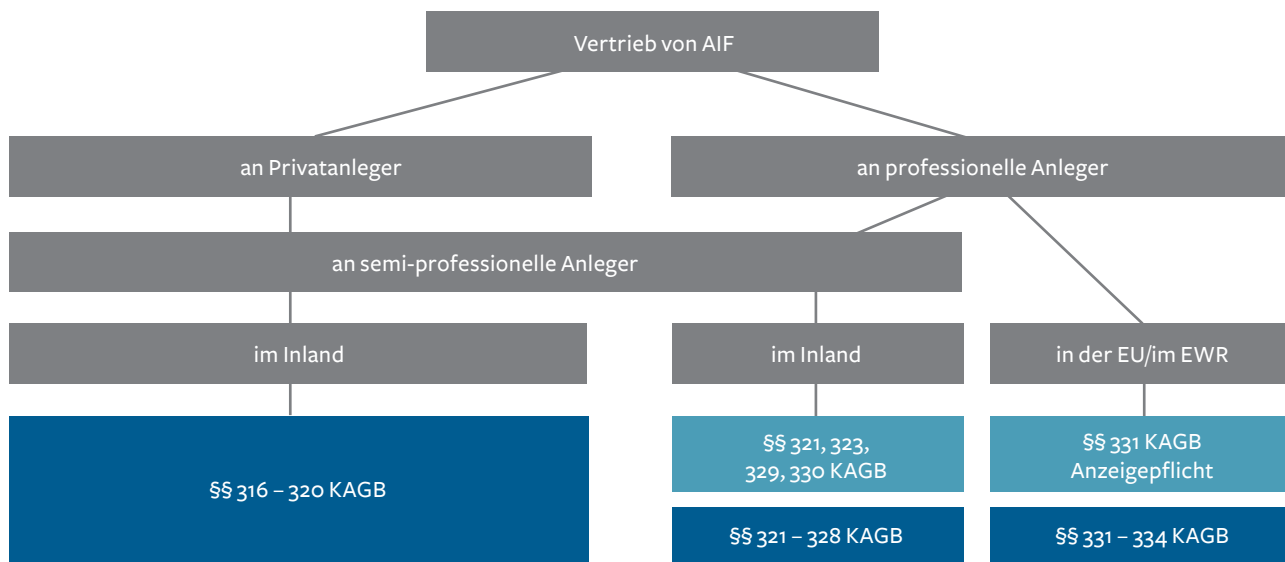 Vertrieb von AIF
an Privatanleger
an professionelle Anleger
an semi-professionelle Anleger
im Inland
im Inland
in der EU/im EWR
§§ 316 – 320 KAGB
§§ 321, 323,
329, 330 KAGB
§§ 331 KAGB
Anzeigepflicht
§§ 321 – 328 KAGB
§§ 331 – 334 KAGB